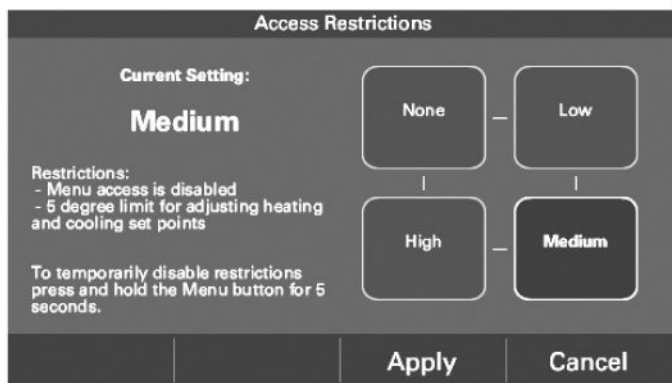 Access Restrictions
Current Setting:
Medium
Restrictions:
- Menu access is disabled
- 5 degree limit for adjusting heating
and cooling set points
To temporarily disable restrictions
press and hold the Menu button for 5
seconds.
None
Low
High
Medium
Apply
Cancel